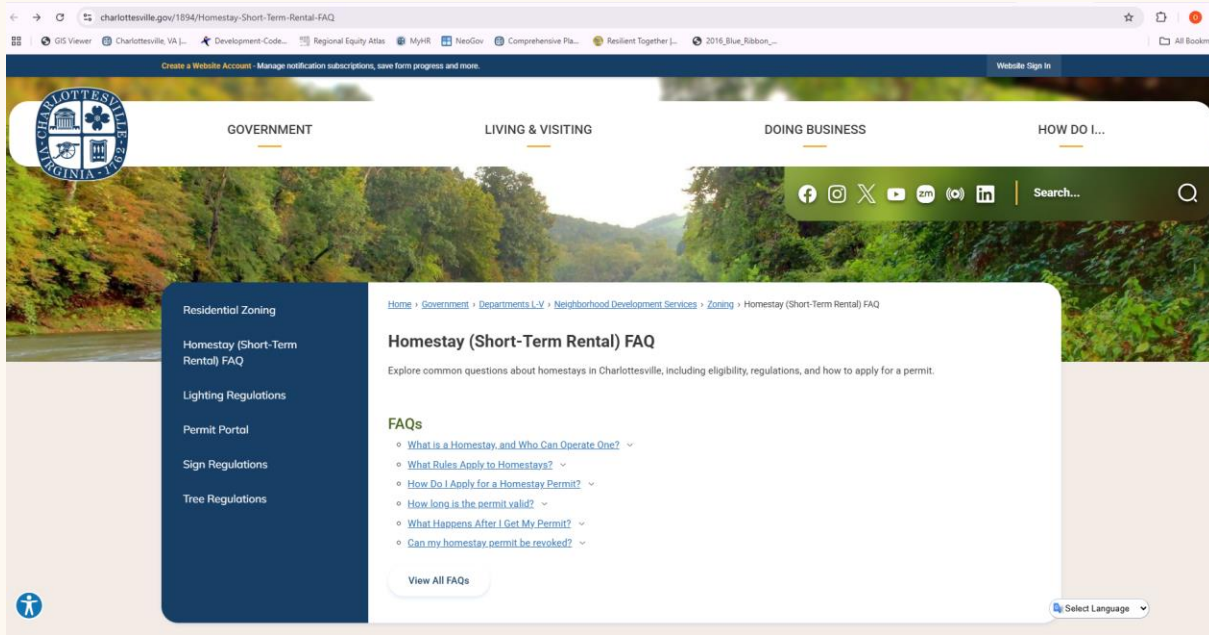 charlottesville.gov/1894/Homestay-Short-Term-Rental-FAQ
GIS Viewer Charlottesville, VA |... Development-Code... Regional Equity Atlas MyHR NeoGov Comprehensive Pla... Resilient Together |... 2016_Blue_Ribbon_... All Bookm
Create a Website Account - Manage notification subscriptions, save form progress and more. Website Sign In
CHARLOTTESVILLE
VIRGINIA - 1762
GOVERNMENT LIVING & VISITING DOING BUSINESS HOW DO I...
zm in Search...
Residential Zoning
Homestay (Short-Term
Rental) FAQ
Lighting Regulations
Permit Portal
Sign Regulations
Tree Regulations
Home › Government › Departments L-V › Neighborhood Development Services › Zoning › Homestay (Short-Term Rental) FAQ
Homestay (Short-Term Rental) FAQ
Explore common questions about homestays in Charlottesville, including eligibility, regulations, and how to apply for a permit.
FAQs
What is a Homestay, and Who Can Operate One?
What Rules Apply to Homestays?
How Do I Apply for a Homestay Permit?
How long is the permit valid?
What Happens After I Get My Permit?
Can my homestay permit be revoked?
View All FAQs
Select Language